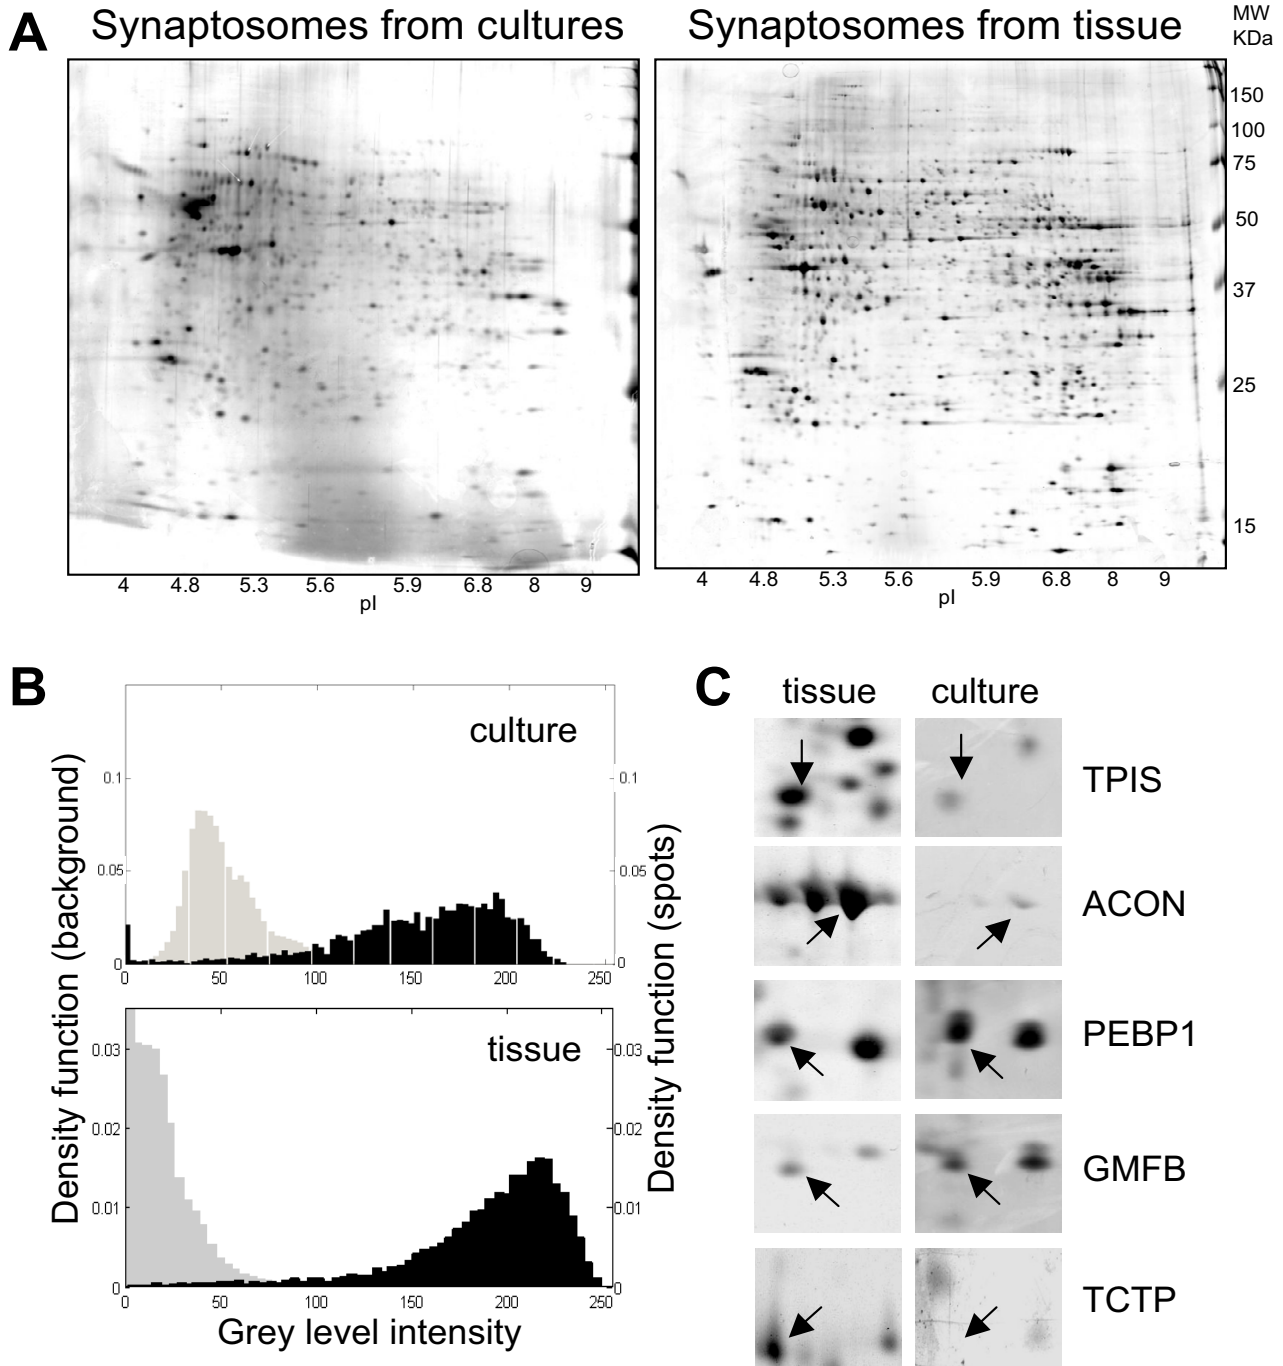 A
Synaptosomes from cultures
Synaptosomes from tissue
MW
KDa
150
100
75
50
37
25
15
4 4.8 5.3 5.6 5.9 6.8 8 9
pI
4 4.8 5.3 5.6 5.9 6.8 8 9
pI
B
culture
Density function (background)
Density function (spots)
0.1
0.05
0
0.1
0.05
0
0 50 100 150 200 250
tissue
0.03
0.02
0.01
0
0.03
0.02
0.01
0
0 50 100 150 200 250
Grey level intensity
C
tissue culture
TPIS
ACON
PEBP1
GMFB
TCTP